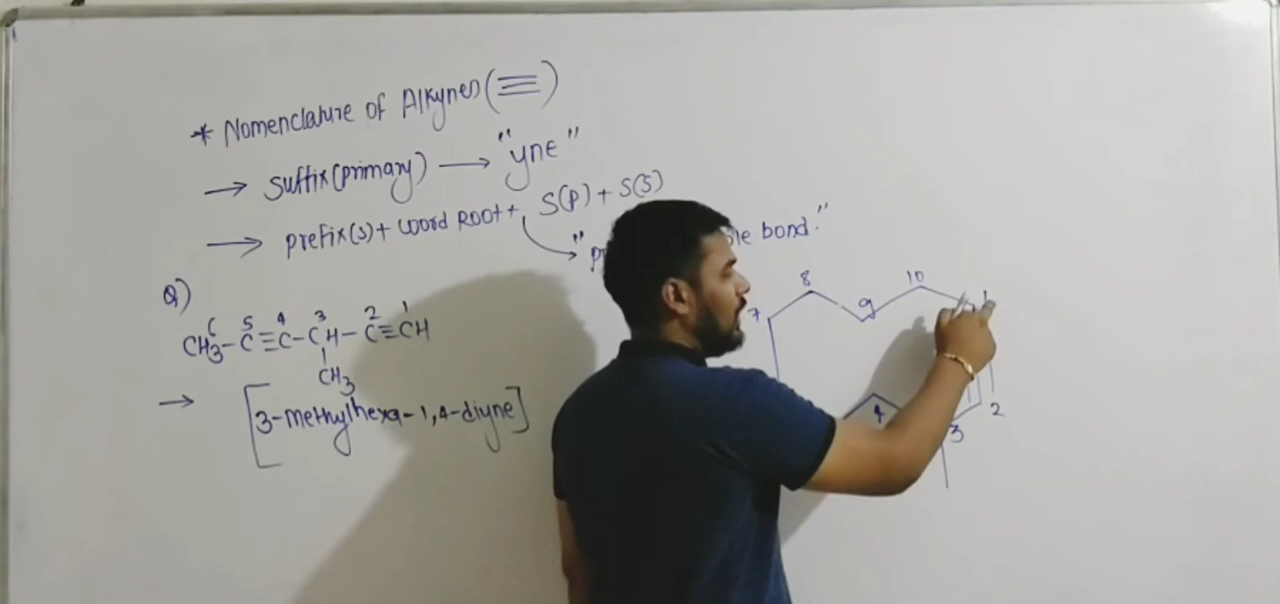 * Nomenclature of Alkynes (≡)
→ suffix (primary) → "yne"
→ prefix(s) + word Root + S(P) + S(S)
bond."
Q)
6 5 4 3 2 1
CH3-C≡C-CH-C≡CH
CH3
→ [3-methylhexa-1,4-diyne]
8 10 1
7 9
4 2
3